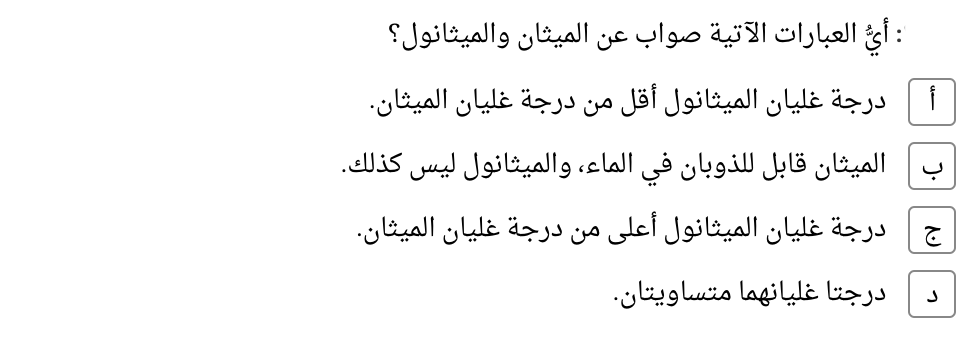 : أيُّ العبارات الآتية صواب عن الميثان والميثانول؟
أ درجة غليان الميثانول أقل من درجة غليان الميثان.
ب الميثان قابل للذوبان في الماء، والميثانول ليس كذلك.
ج درجة غليان الميثانول أعلى من درجة غليان الميثان.
د درجتا غليانهما متساويتان.